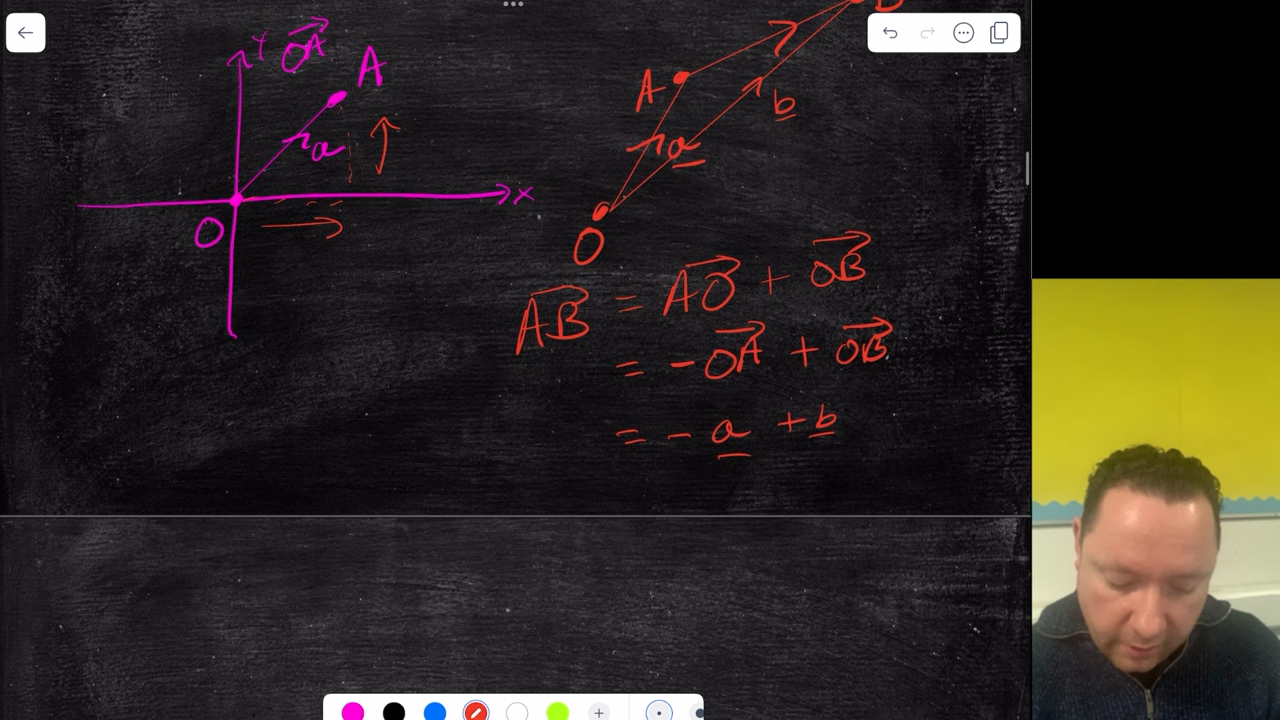 Y
OA
A
a
x
O
B
A
b
a
O
AB = AO + OB
= -OA + OB
= -a + b